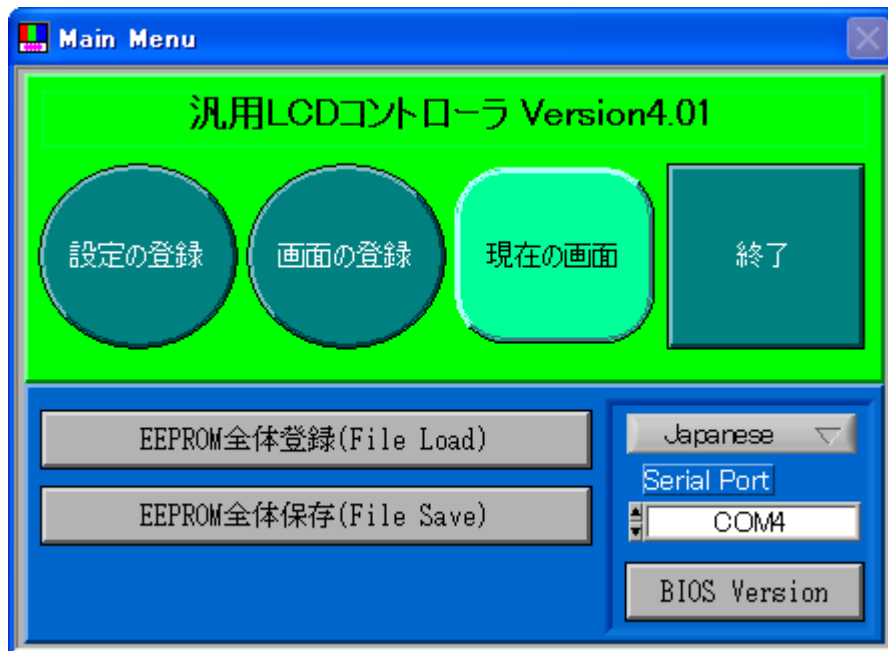 Main Menu
汎用LCDコントローラ Version4.01
設定の登録
画面の登録
現在の画面
終了
EEPROM全体登録(File Load)
EEPROM全体保存(File Save)
Japanese
Serial Port
COM4
BIOS Version